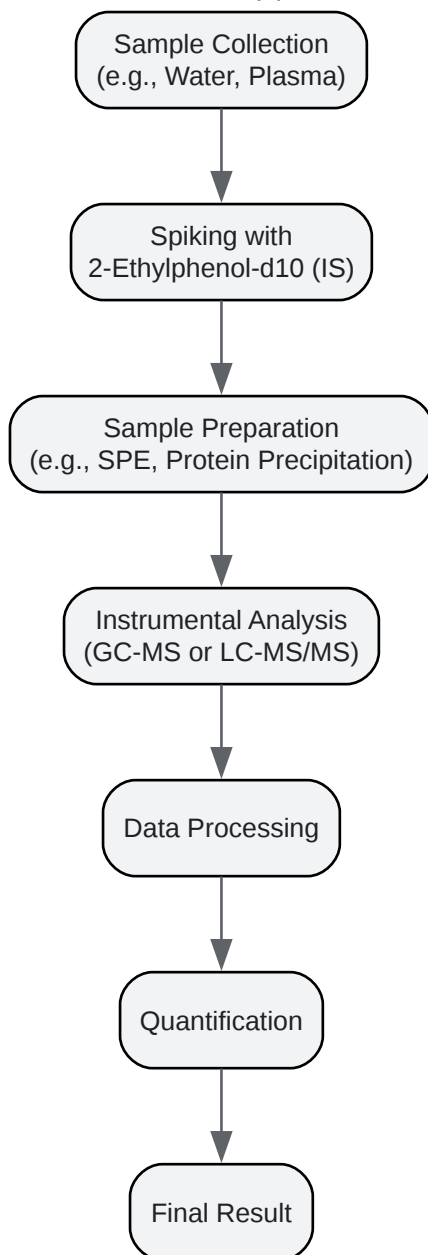 Sample Collection
(e.g., Water, Plasma)
Spiking with
2-Ethylphenol-d10 (IS)
Sample Preparation
(e.g., SPE, Protein Precipitation)
Instrumental Analysis
(GC-MS or LC-MS/MS)
Data Processing
Quantification
Final Result